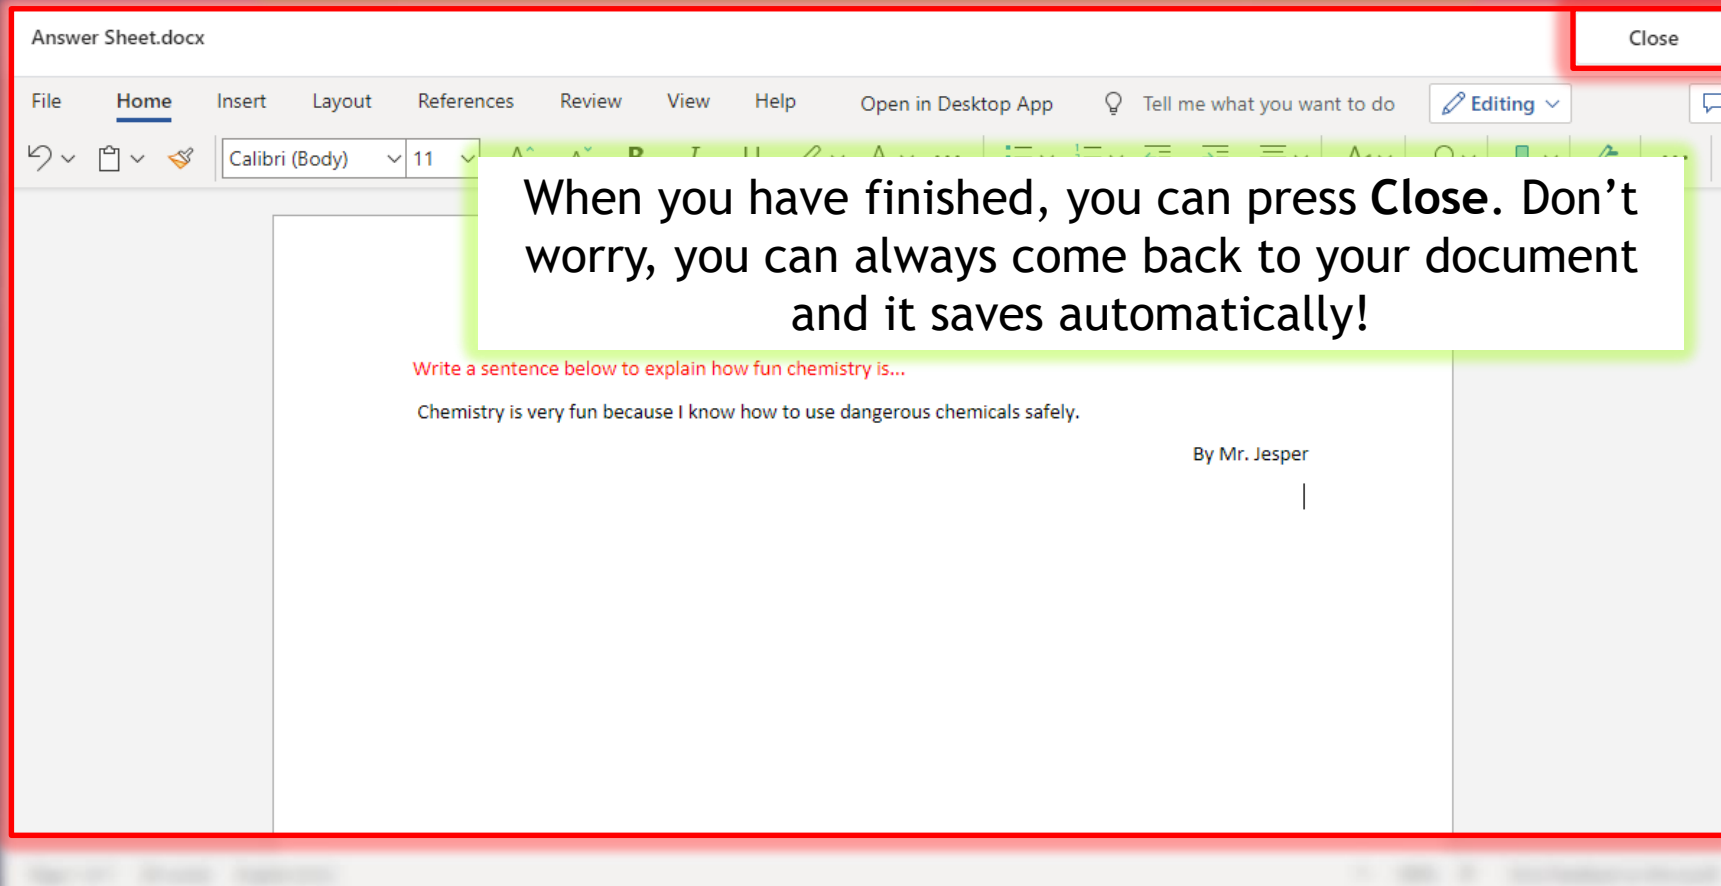 Answer Sheet.docx Close
File Home Insert Layout References Review View Help Open in Desktop App Tell me what you want to do Editing
Calibri (Body) 11
When you have finished, you can press Close. Don’t
worry, you can always come back to your document
and it saves automatically!
Write a sentence below to explain how fun chemistry is...
Chemistry is very fun because I know how to use dangerous chemicals safely.
By Mr. Jesper